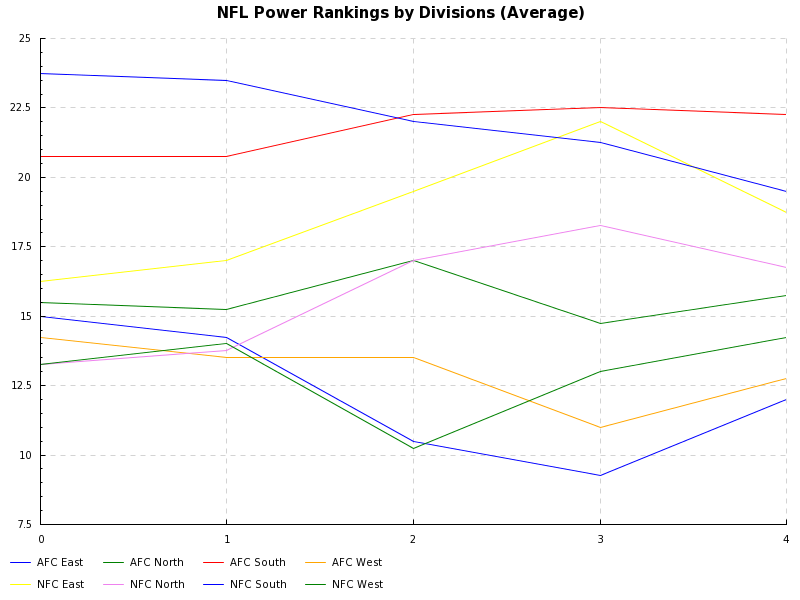 NFL Power Rankings by Divisions (Average)
25
22.5
20
17.5
15
12.5
10
7.5
0 1 2 3 4
AFC East AFC North AFC South AFC West
NFC East NFC North NFC South NFC West